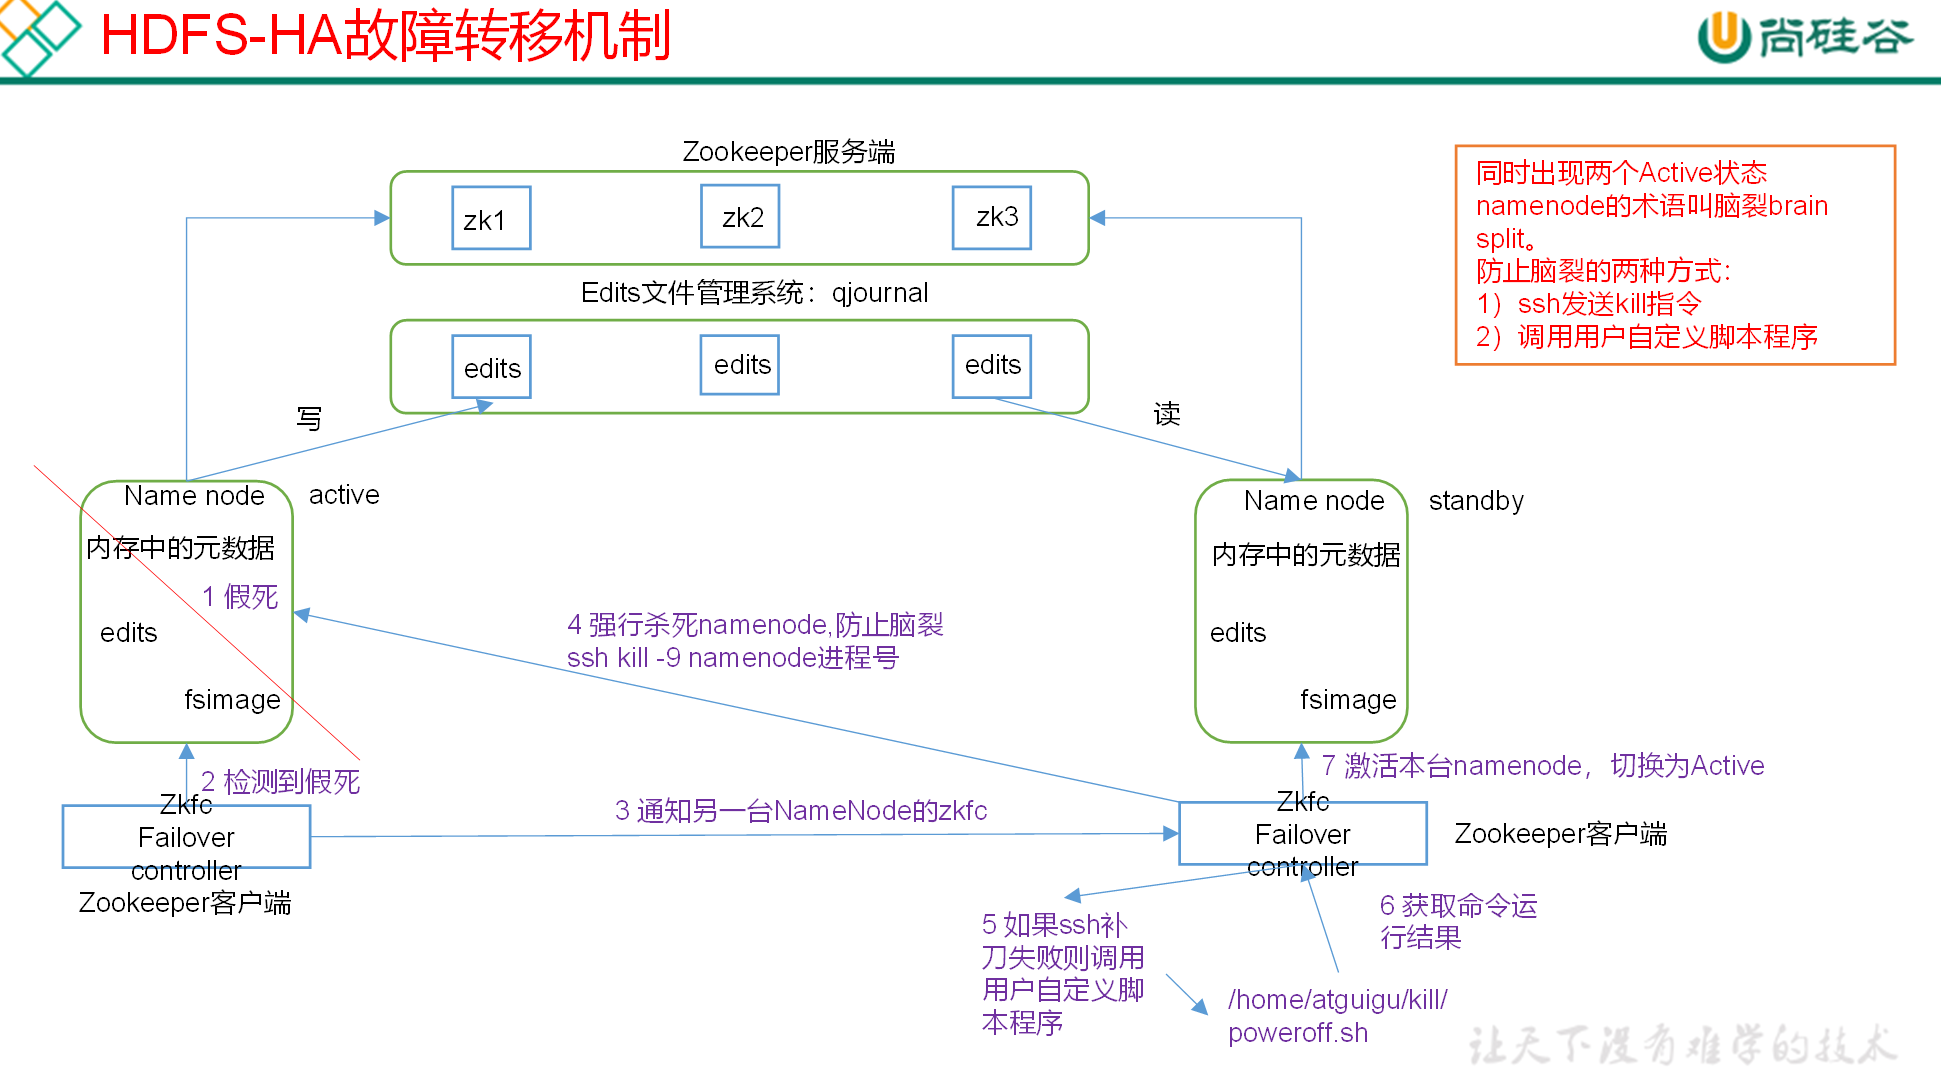 HDFS-HA故障转移机制
尚硅谷
Zookeeper服务端
zk1
zk2
zk3
同时出现两个Active状态
namenode的术语叫脑裂brain
split。
防止脑裂的两种方式：
1）ssh发送kill指令
2）调用用户自定义脚本程序
Edits文件管理系统：qjournal
edits
edits
edits
写
读
Name node
active
内存中的元数据
1 假死
edits
fsimage
Name node
standby
内存中的元数据
edits
fsimage
4 强行杀死namenode,防止脑裂
ssh kill -9 namenode进程号
2 检测到假死
Zkfc
Failover
controller
Zookeeper客户端
3 通知另一台NameNode的zkfc
7 激活本台namenode，切换为Active
Zkfc
Failover
controller
Zookeeper客户端
5 如果ssh补
刀失败则调用
用户自定义脚
本程序
6 获取命令运
行结果
/home/atguigu/kill/
poweroff.sh
让天下没有难学的技术